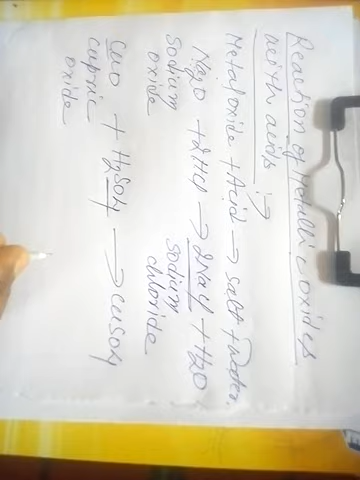 Reaction of Metallic oxides
with acids :→
Metal oxide + Acid → salt + water.
Na2O + 2HCl → 2NaCl + H2O
Sodium oxide sodium chloride
CuO + H2SO4 → CuSO4
cupric oxide